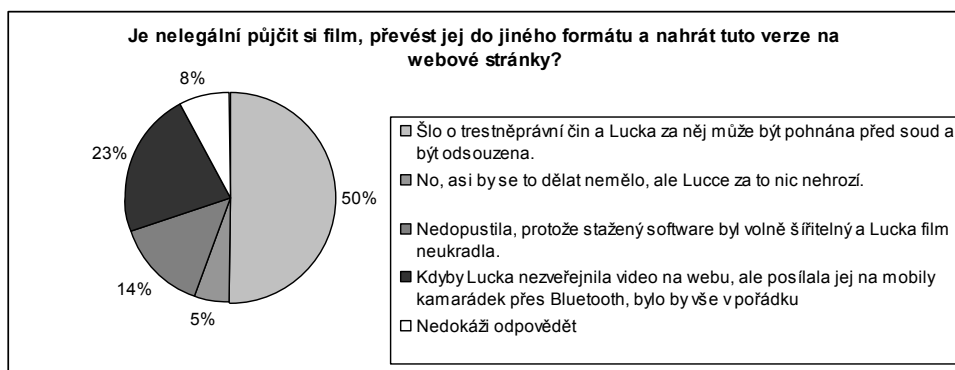 Je nelegální půjčit si film, převést jej do jiného formátu a nahrát tuto verze na
webové stránky?
8%
23%
50%
14%
5%
Šlo o trestněprávní čin a Lucka za něj může být pohnána před soud a
být odsouzena.
No, asi by se to dělat nemělo, ale Lucce za to nic nehrozí.
Nedopustila, protože stažený software byl volně šířitelný a Lucka film
neukradla.
Kdyby Lucka nezveřejnila video na webu, ale posílala jej na mobily
kamarádek přes Bluetooth, bylo by vše v pořádku
Nedokáži odpovědět